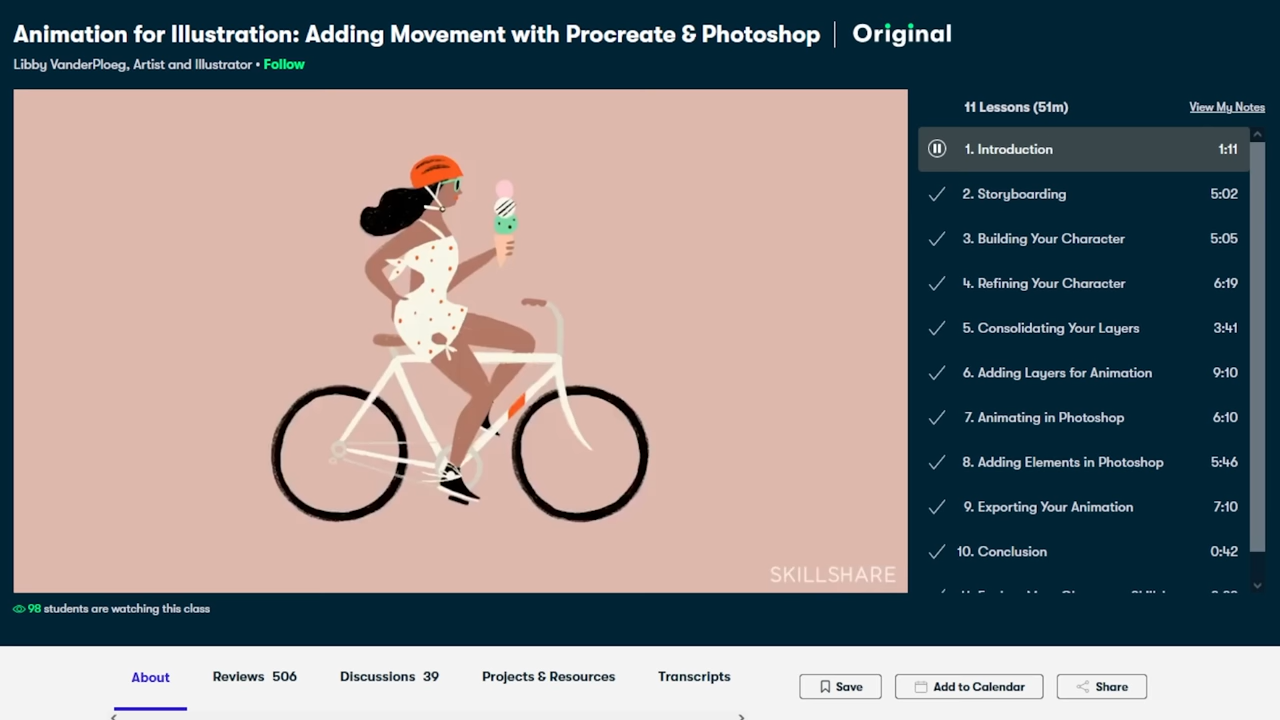 Animation for Illustration: Adding Movement with Procreate & Photoshop | Original
Libby VanderPloeg, Artist and Illustrator • Follow
SKILLSHARE
98 students are watching this class
11 Lessons (51m) View My Notes
1. Introduction 1:11
2. Storyboarding 5:02
3. Building Your Character 5:05
4. Refining Your Character 6:19
5. Consolidating Your Layers 3:41
6. Adding Layers for Animation 9:10
7. Animating in Photoshop 6:10
8. Adding Elements in Photoshop 5:46
9. Exporting Your Animation 7:10
10. Conclusion 0:42
About Reviews 506 Discussions 39 Projects & Resources Transcripts Save Add to Calendar Share